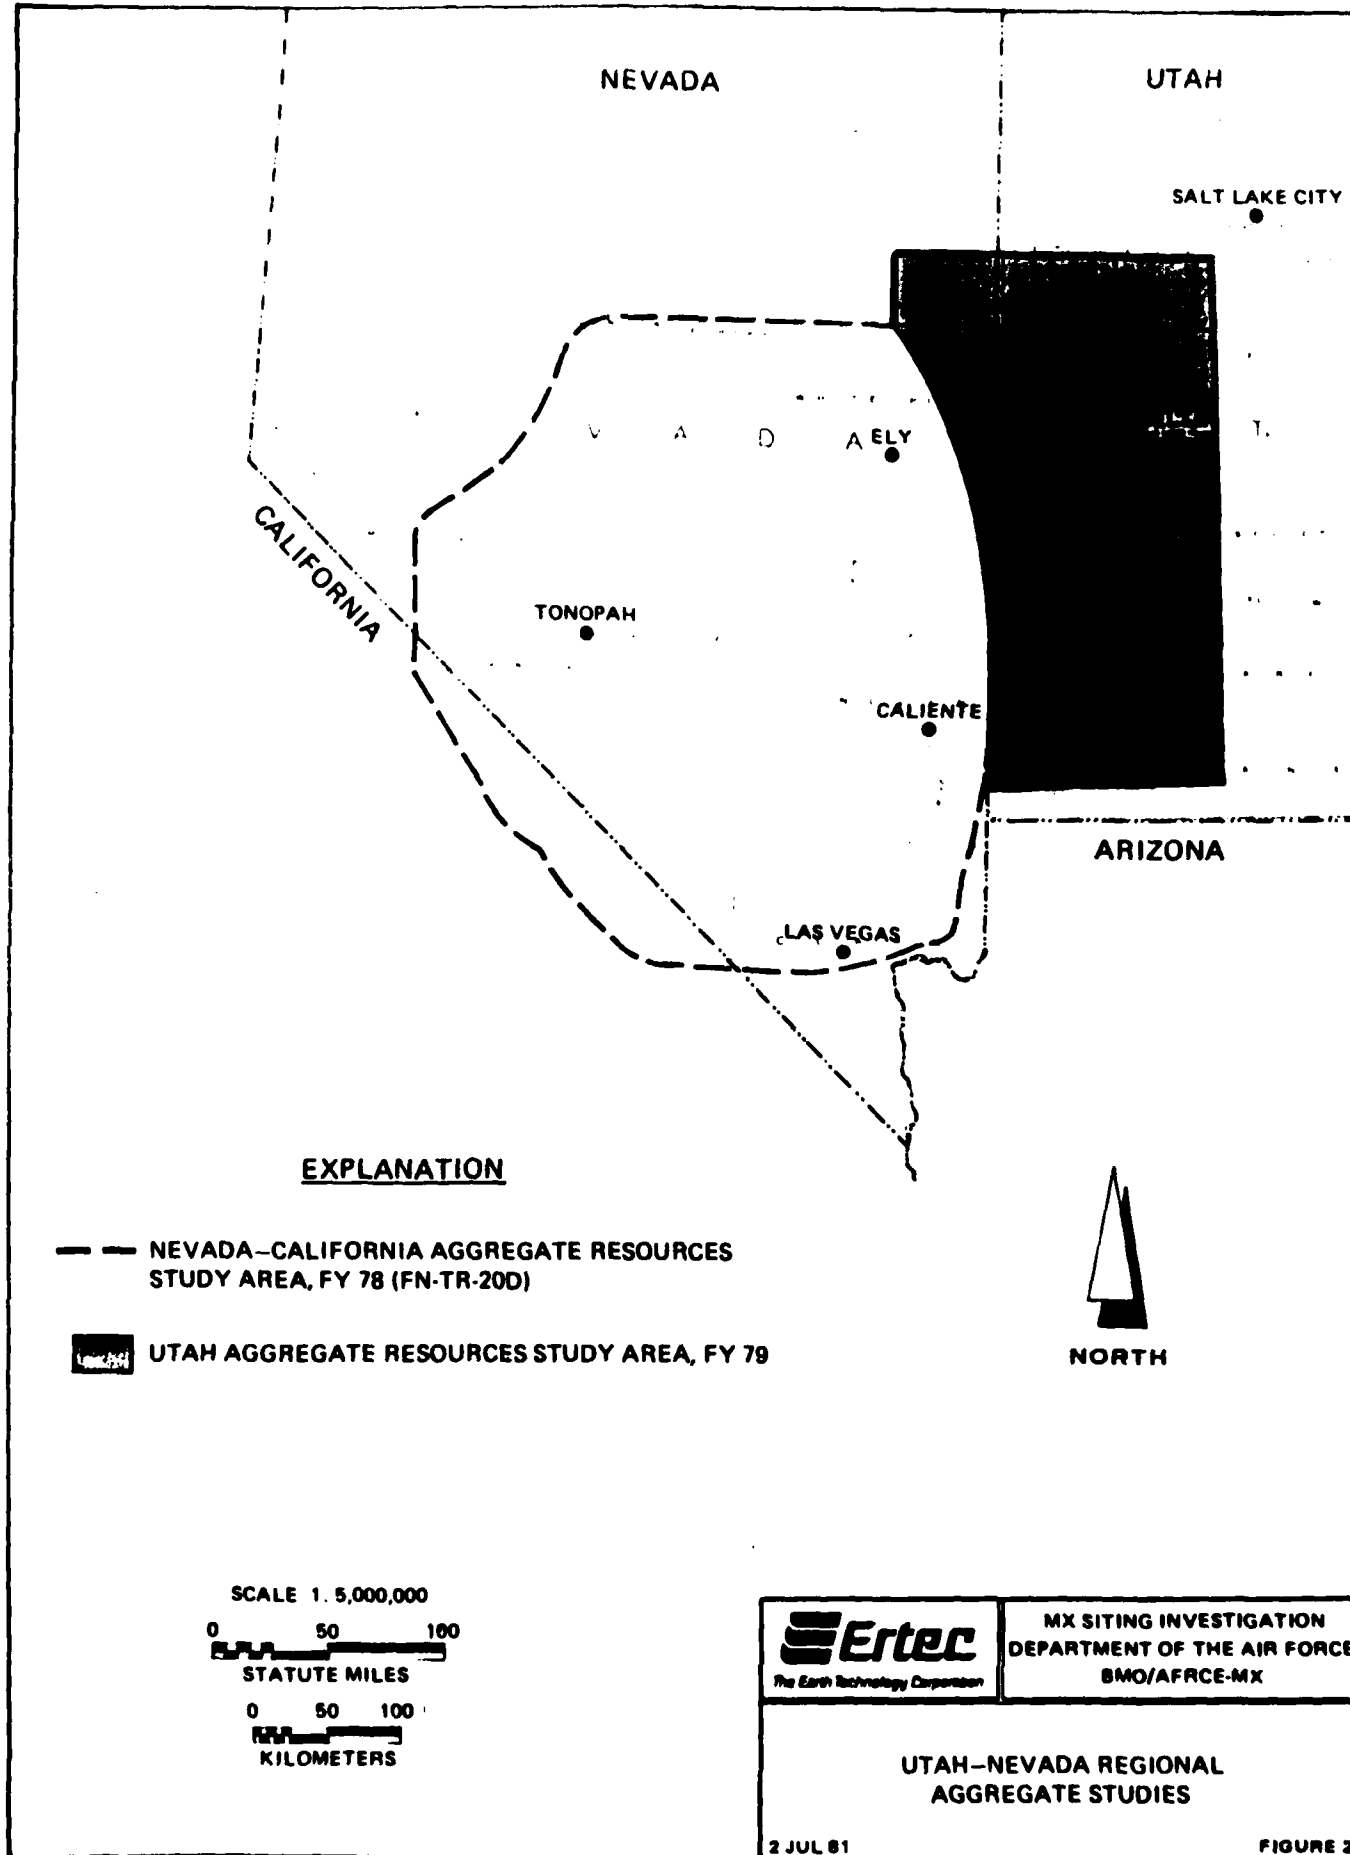 NEVADA
UTAH
SALT LAKE CITY
V A D A
ELY
T.
CALIFORNIA
TONOPAH
CALIENTE
ARIZONA
LAS VEGAS
EXPLANATION
NEVADA–CALIFORNIA AGGREGATE RESOURCES
STUDY AREA, FY 78 (FN-TR-20D)
UTAH AGGREGATE RESOURCES STUDY AREA, FY 79
NORTH
SCALE 1. 5,000,000
0 50 100
STATUTE MILES
0 50 100
KILOMETERS
Ertec
The Earth Technology Corporation
MX SITING INVESTIGATION
DEPARTMENT OF THE AIR FORCE
BMO/AFRCE-MX
UTAH–NEVADA REGIONAL
AGGREGATE STUDIES
2 JUL 81
FIGURE 2